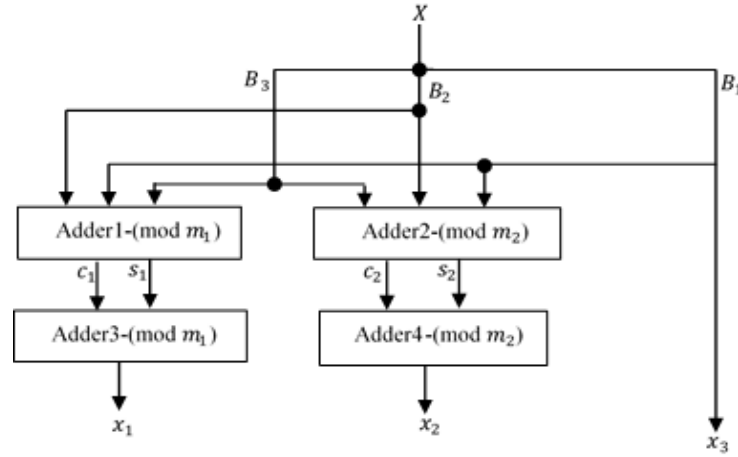 X
B₃ B₂ B₁
Adder1-(mod m₁) Adder2-(mod m₂)
c₁ s₁ c₂ s₂
Adder3-(mod m₁) Adder4-(mod m₂)
x₁ x₂ x₃